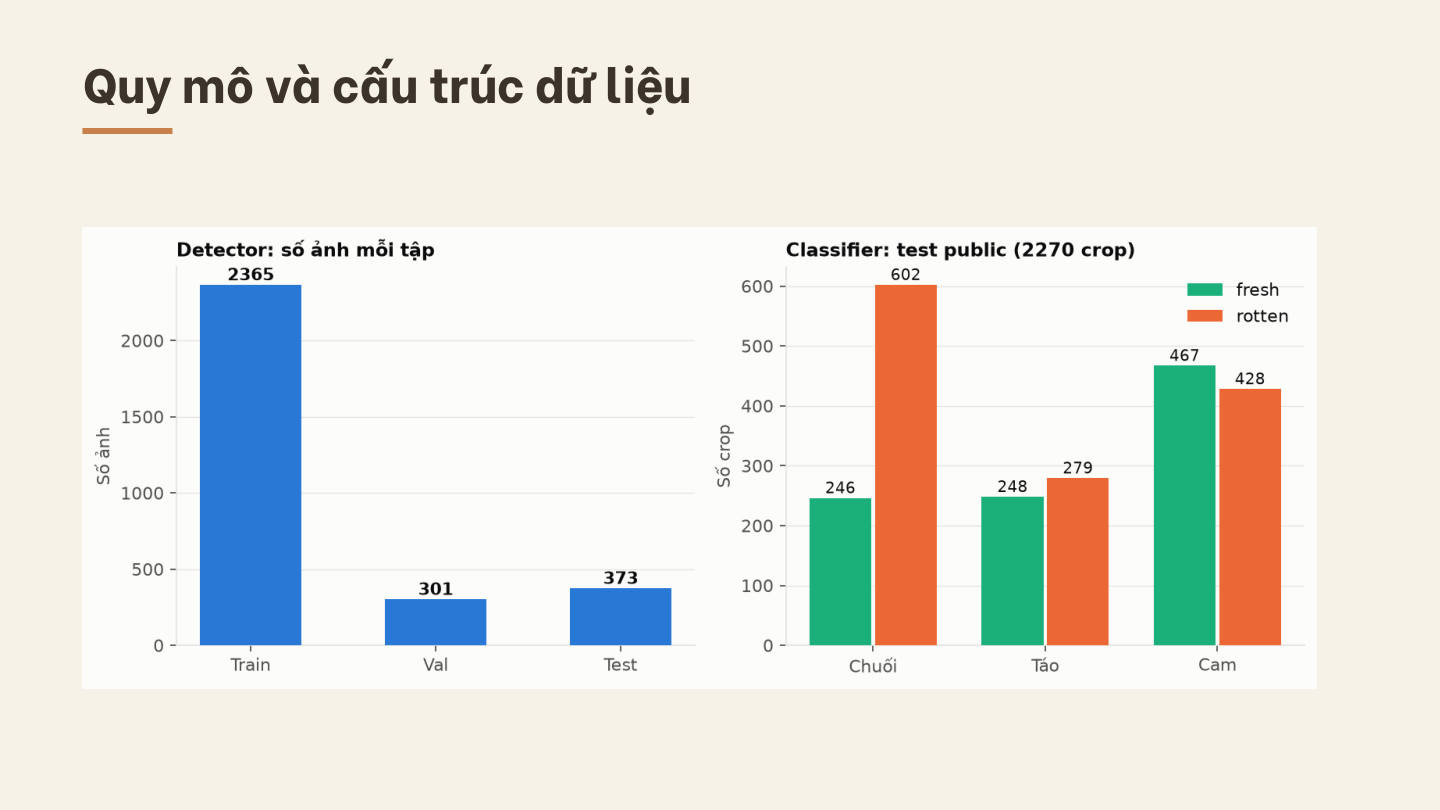 Quy mô và cấu trúc dữ liệu
Detector: số ảnh mỗi tập
2365
2000
1500
1000
500
0
Số ảnh
301
373
Train
Val
Test
Classifier: test public (2270 crop)
600
500
400
300
200
100
0
Số crop
fresh
rotten
246
602
248
279
467
428
Chuối
Táo
Cam